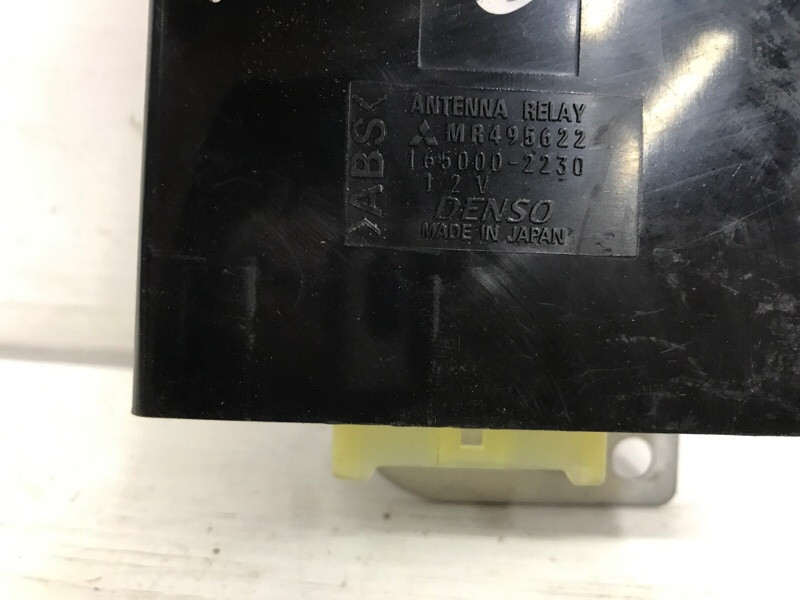 ANTENNA RELAY
MR495622
165000-2230
12V
DENSO
MADE IN JAPAN
>ABS<